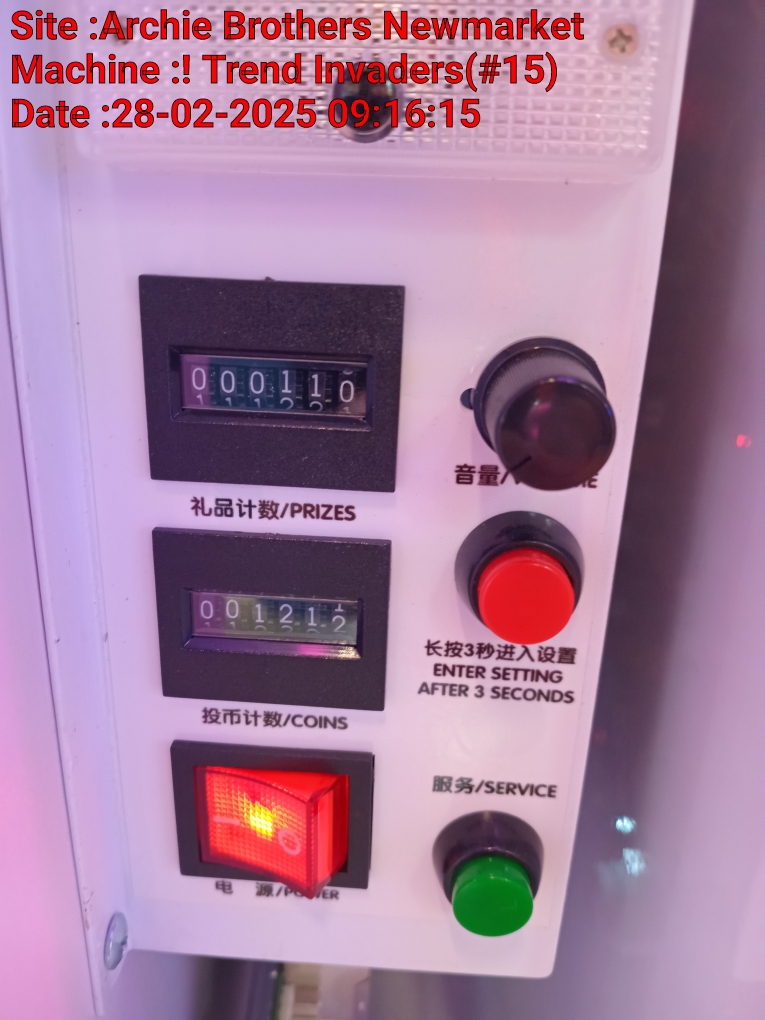 Site :Archie Brothers Newmarket
Machine :! Trend Invaders(#15)
Date :28-02-2025 09:16:15
000110
礼品计数/PRIZES
音量/
001212
长按3秒进入设置
ENTER SETTING
AFTER 3 SECONDS
投币计数/COINS
服务/SERVICE
电 源/POWER